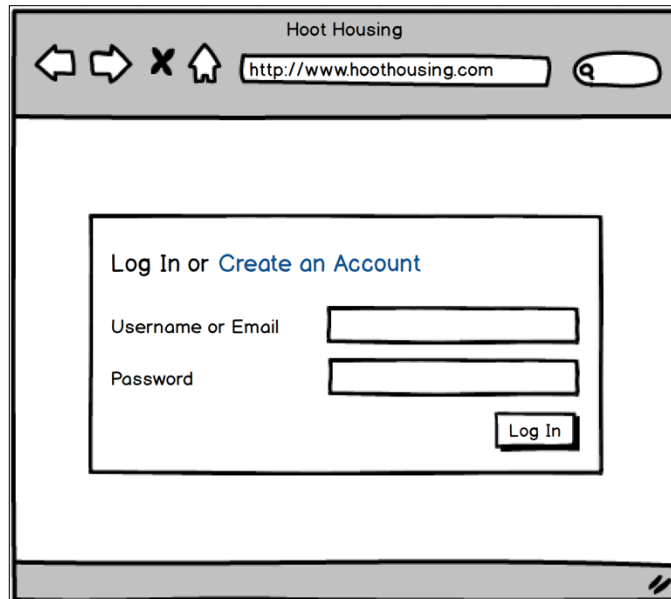 Hoot Housing
http://www.hoothousing.com
Log In or Create an Account
Username or Email
Password
Log In